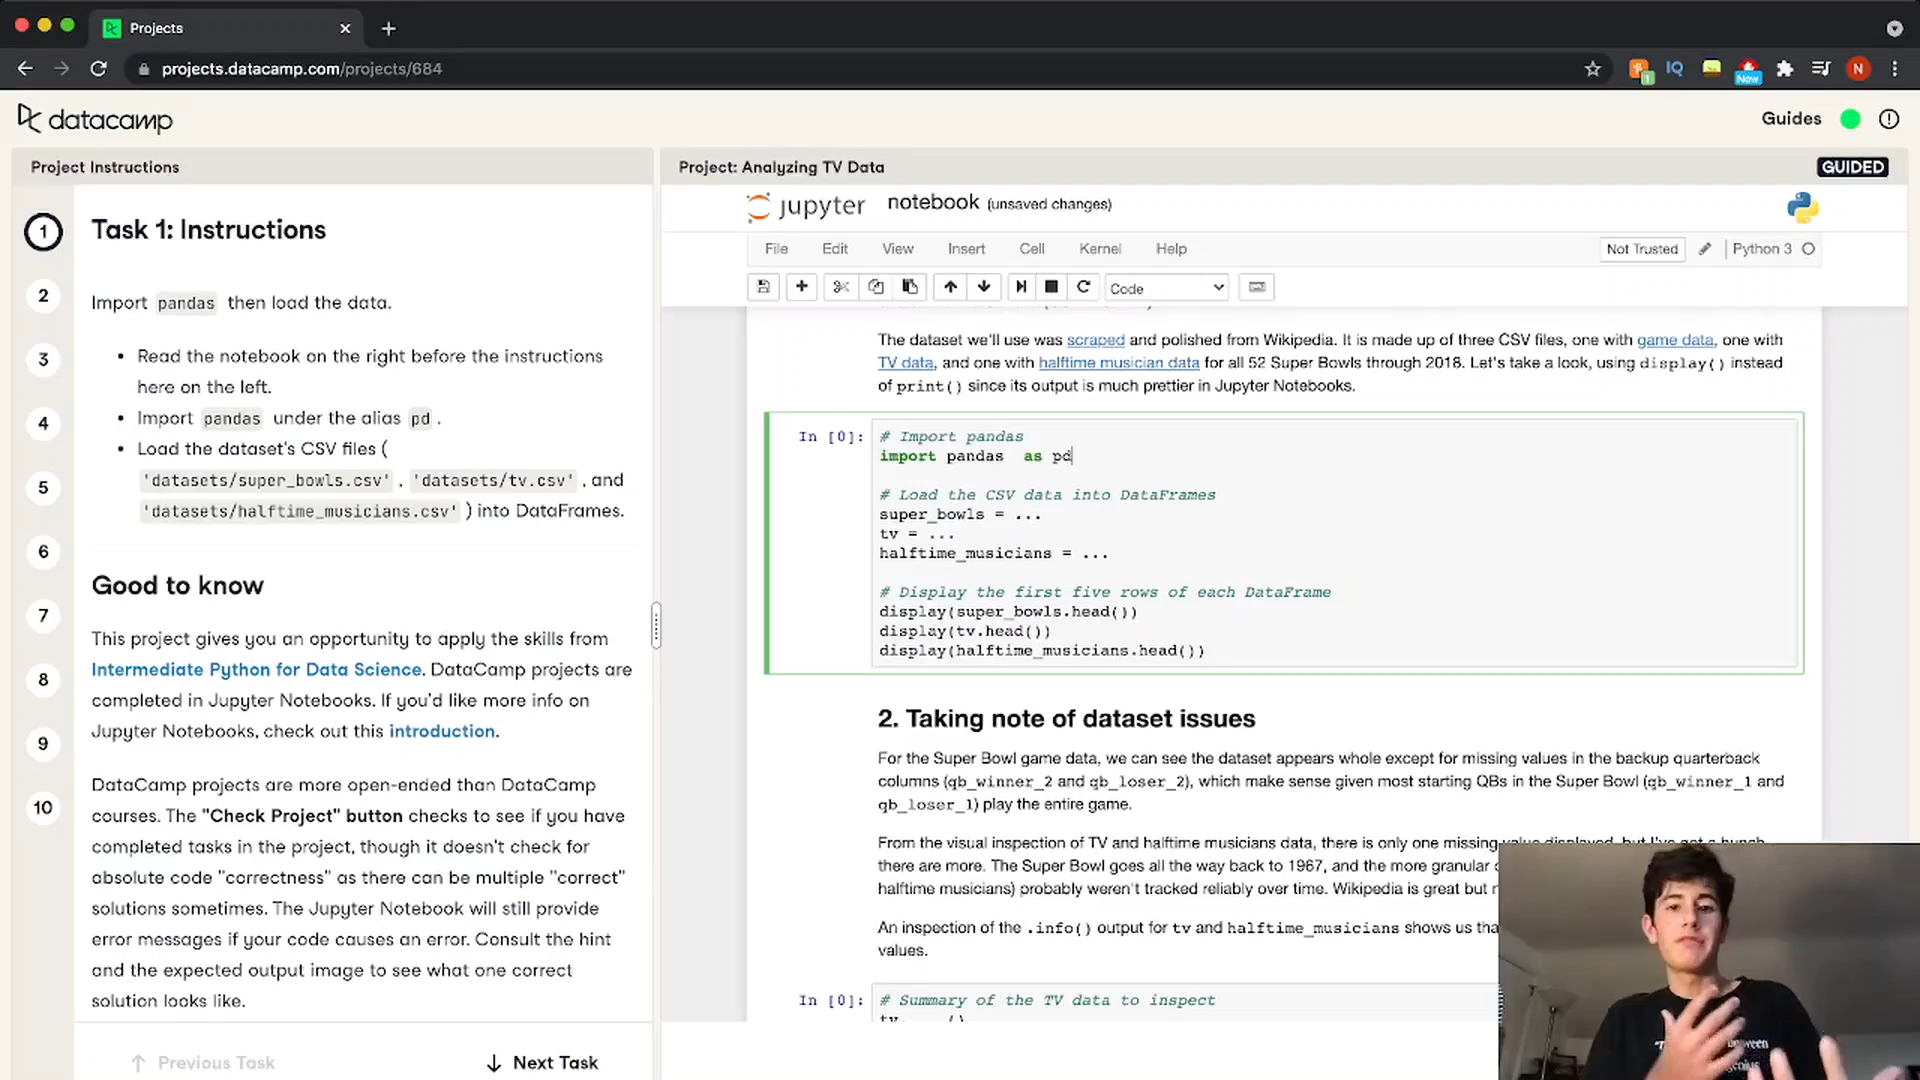 Projects
projects.datacamp.com/projects/684
1
IQ
New
N
datacamp
Guides
Project Instructions
1
2
3
4
5
6
7
8
9
10
Task 1: Instructions
Import pandas then load the data.
• Read the notebook on the right before the instructions
here on the left.
• Import pandas under the alias pd .
• Load the dataset's CSV files (
'datasets/super_bowls.csv' , 'datasets/tv.csv' , and
'datasets/halftime_musicians.csv' ) into DataFrames.
Good to know
This project gives you an opportunity to apply the skills from
Intermediate Python for Data Science. DataCamp projects are
completed in Jupyter Notebooks. If you'd like more info on
Jupyter Notebooks, check out this introduction.
DataCamp projects are more open-ended than DataCamp
courses. The "Check Project" button checks to see if you have
completed tasks in the project, though it doesn't check for
absolute code "correctness" as there can be multiple "correct"
solutions sometimes. The Jupyter Notebook will still provide
error messages if your code causes an error. Consult the hint
and the expected output image to see what one correct
solution looks like.
Previous Task
Next Task
Project: Analyzing TV Data
GUIDED
jupyter notebook (unsaved changes)
File Edit View Insert Cell Kernel Help
Not Trusted
Python 3
Code
The dataset we'll use was scraped and polished from Wikipedia. It is made up of three CSV files, one with game data, one with
TV data, and one with halftime musician data for all 52 Super Bowls through 2018. Let's take a look, using display() instead
of print() since its output is much prettier in Jupyter Notebooks.
In [0]:
# Import pandas
import pandas  as pd
# Load the CSV data into DataFrames
super_bowls = ...
tv = ...
halftime_musicians = ...
# Display the first five rows of each DataFrame
display(super_bowls.head())
display(tv.head())
display(halftime_musicians.head())
2. Taking note of dataset issues
For the Super Bowl game data, we can see the dataset appears whole except for missing values in the backup quarterback
columns (qb_winner_2 and qb_loser_2), which make sense given most starting QBs in the Super Bowl (qb_winner_1 and
qb_loser_1) play the entire game.
From the visual inspection of TV and halftime musicians data, there is only one missing value displayed, but I've got a hunch
there are more. The Super Bowl goes all the way back to 1967, and the more granular
halftime musicians) probably weren't tracked reliably over time. Wikipedia is great but
An inspection of the .info() output for tv and halftime_musicians shows us
values.
In [0]:
# Summary of the TV data to inspect